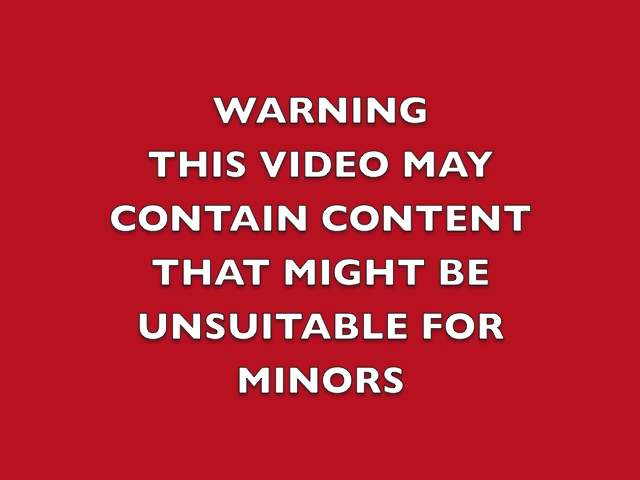 WARNING
THIS VIDEO MAY
CONTAIN CONTENT
THAT MIGHT BE
UNSUITABLE FOR
MINORS